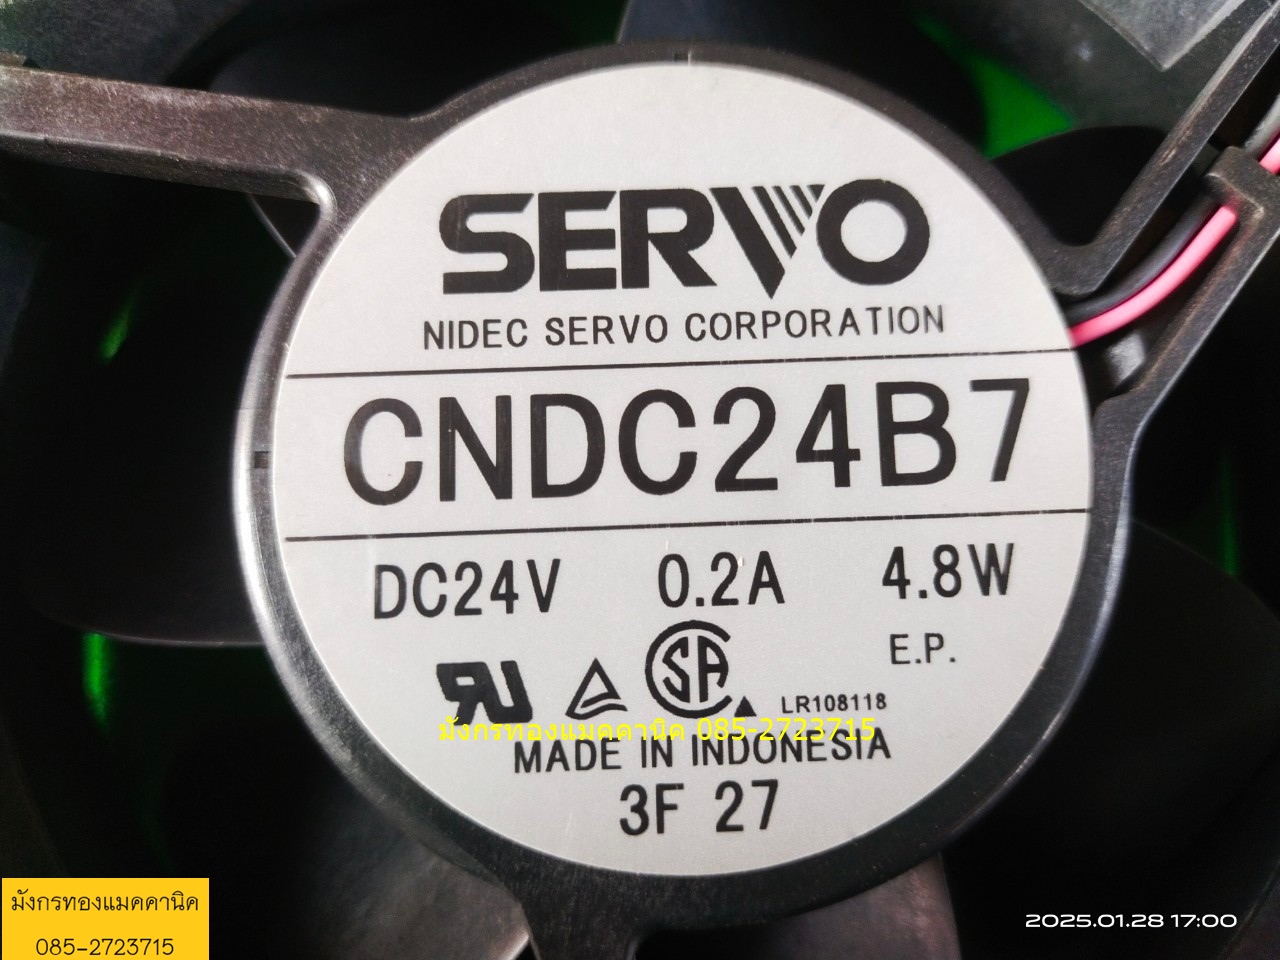 SERVO
NIDEC SERVO CORPORATION
CNDC24B7
DC24V 0.2A 4.8W
E.P.
LR108118
มังกรทองแมคคานิค 085-2723715
MADE IN INDONESIA
3F 27
มังกรทองแมคคานิค
085-2723715
2025.01.28 17:00